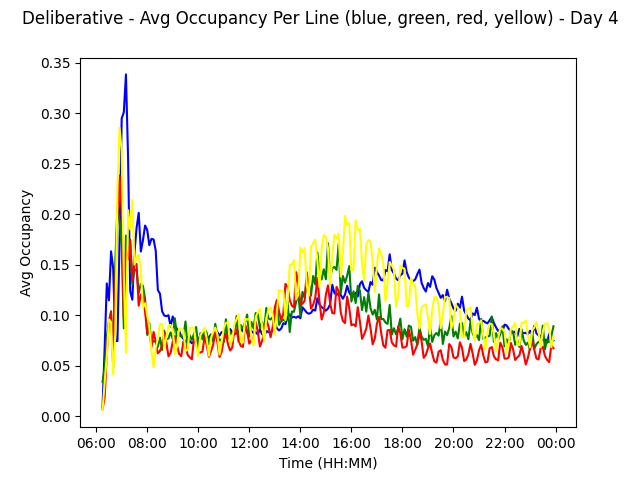 Deliberative - Avg Occupancy Per Line (blue, green, red, yellow) - Day 4
0.35
0.30
0.25
0.20
0.15
0.10
0.05
0.00
Avg Occupancy
06:00 08:00 10:00 12:00 14:00 16:00 18:00 20:00 22:00 00:00
Time (HH:MM)